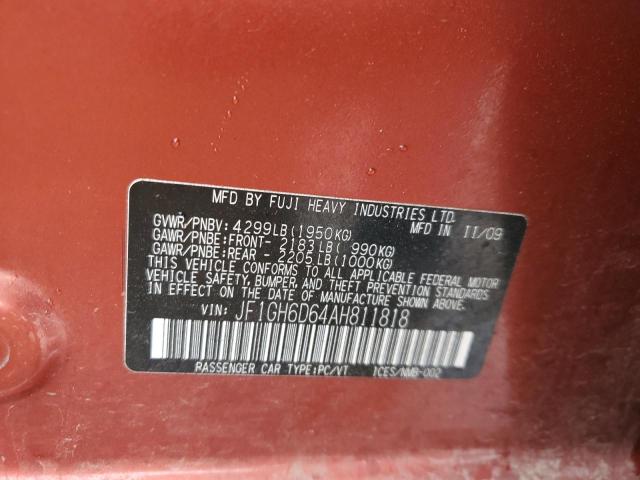 MFD BY FUJI HEAVY INDUSTRIES LTD.
MFD IN 11/09
GVWR/PNBV: 4299LB(1950KG)
GAWR/PNBE:FRONT- 2183LB( 990KG)
GAWR/PNBE:REAR - 2205LB(1000KG)
THIS VEHICLE CONFORMS TO ALL APPLICABLE FEDERAL MOTOR
VEHICLE SAFETY, BUMPER, AND THEFT PREVENTION STANDARDS
IN EFFECT ON THE DATE OF MANUFACTURE SHOWN ABOVE.
VIN: JF1GH6D64AH811818
PASSENGER CAR TYPE:PC/VT ICES/NMB-002